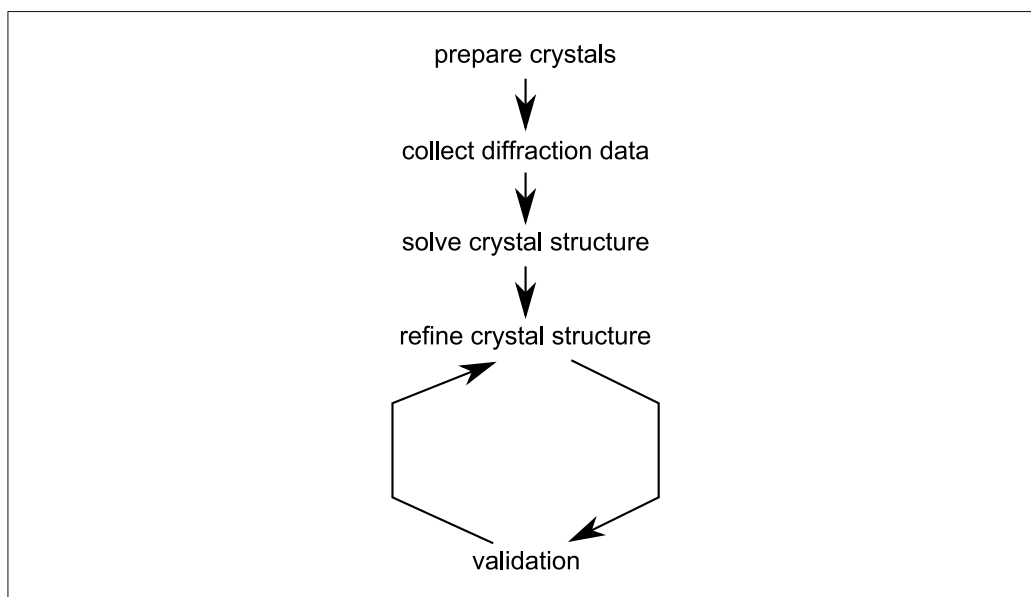 prepare crystals
collect diffraction data
solve crystal structure
refine crystal structure
validation